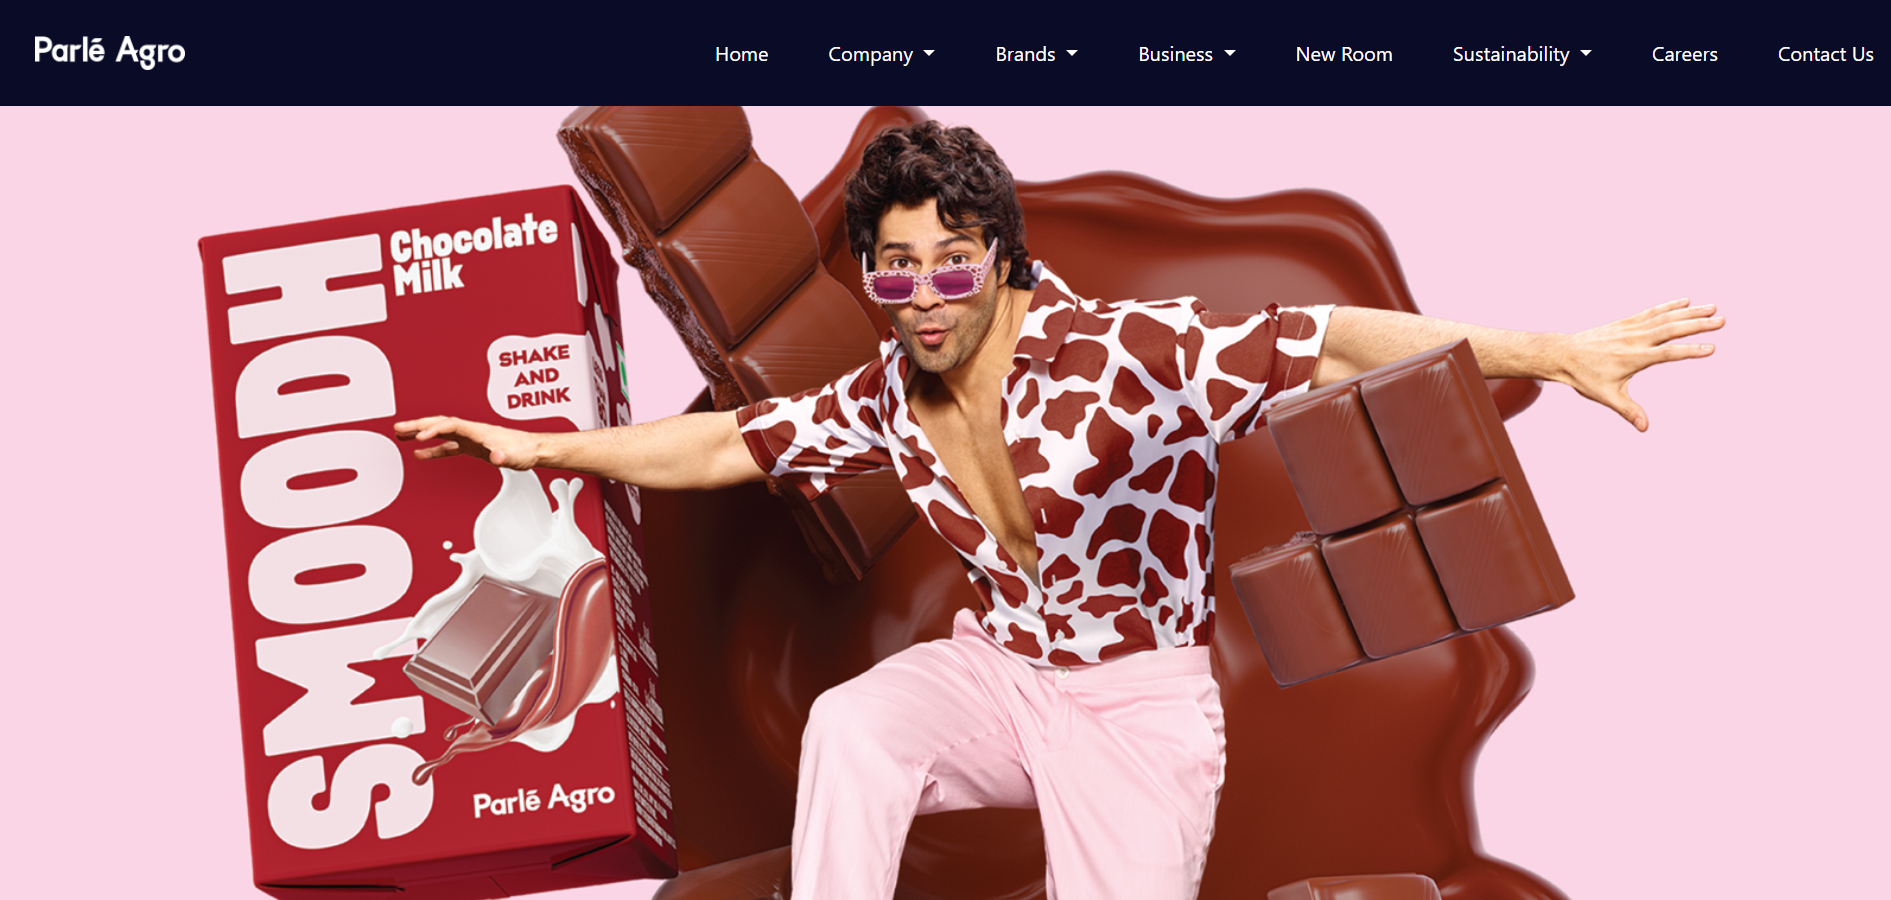 Parlé Agro
Home
Company
Brands
Business
New Room
Sustainability
Careers
Contact Us
SMOODH
Chocolate
Milk
SHAKE
AND
DRINK
Parlé Agro